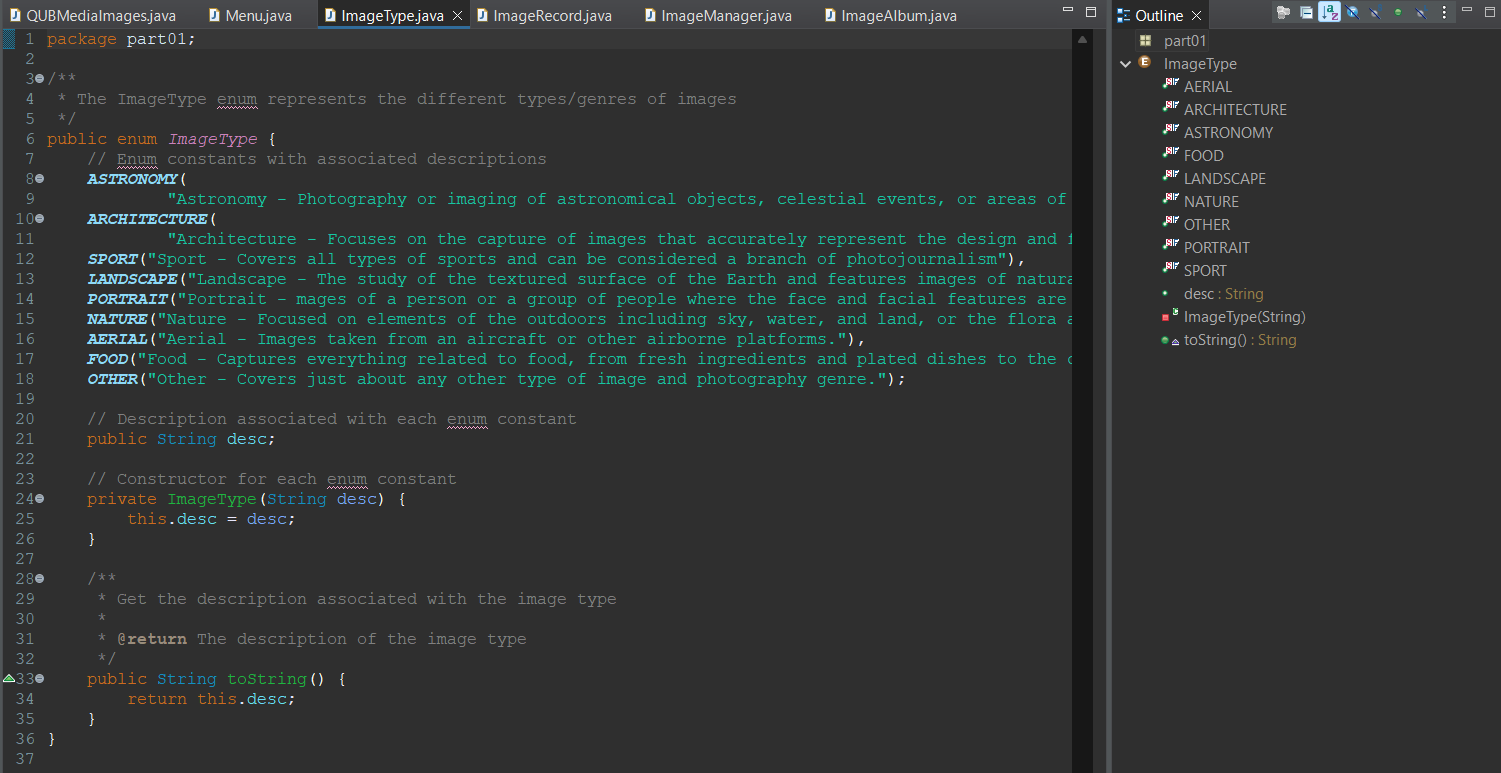 QUBMediaImages.java Menu.java ImageType.java ImageRecord.java ImageManager.java ImageAlbum.java
1 package part01;
2
3 /**
4 * The ImageType enum represents the different types/genres of images
5 */
6 public enum ImageType {
7 // Enum constants with associated descriptions
8 ASTRONOMY(
9 "Astronomy - Photography or imaging of astronomical objects, celestial events, or areas of
10 ARCHITECTURE(
11 "Architecture - Focuses on the capture of images that accurately represent the design and
12 SPORT("Sport - Covers all types of sports and can be considered a branch of photojournalism"),
13 LANDSCAPE("Landscape - The study of the textured surface of the Earth and features images of natura
14 PORTRAIT("Portrait - mages of a person or a group of people where the face and facial features are
15 NATURE("Nature - Focused on elements of the outdoors including sky, water, and land, or the flora a
16 AERIAL("Aerial - Images taken from an aircraft or other airborne platforms."),
17 FOOD("Food - Captures everything related to food, from fresh ingredients and plated dishes to the
18 OTHER("Other - Covers just about any other type of image and photography genre.");
19
20 // Description associated with each enum constant
21 public String desc;
22
23 // Constructor for each enum constant
24 private ImageType(String desc) {
25 this.desc = desc;
26 }
27
28 /**
29 * Get the description associated with the image type
30 *
31 * @return The description of the image type
32 */
33 public String toString() {
34 return this.desc;
35 }
36 }
37
Outline
part01
ImageType
AERIAL
ARCHITECTURE
ASTRONOMY
FOOD
LANDSCAPE
NATURE
OTHER
PORTRAIT
SPORT
desc : String
ImageType(String)
toString() : String